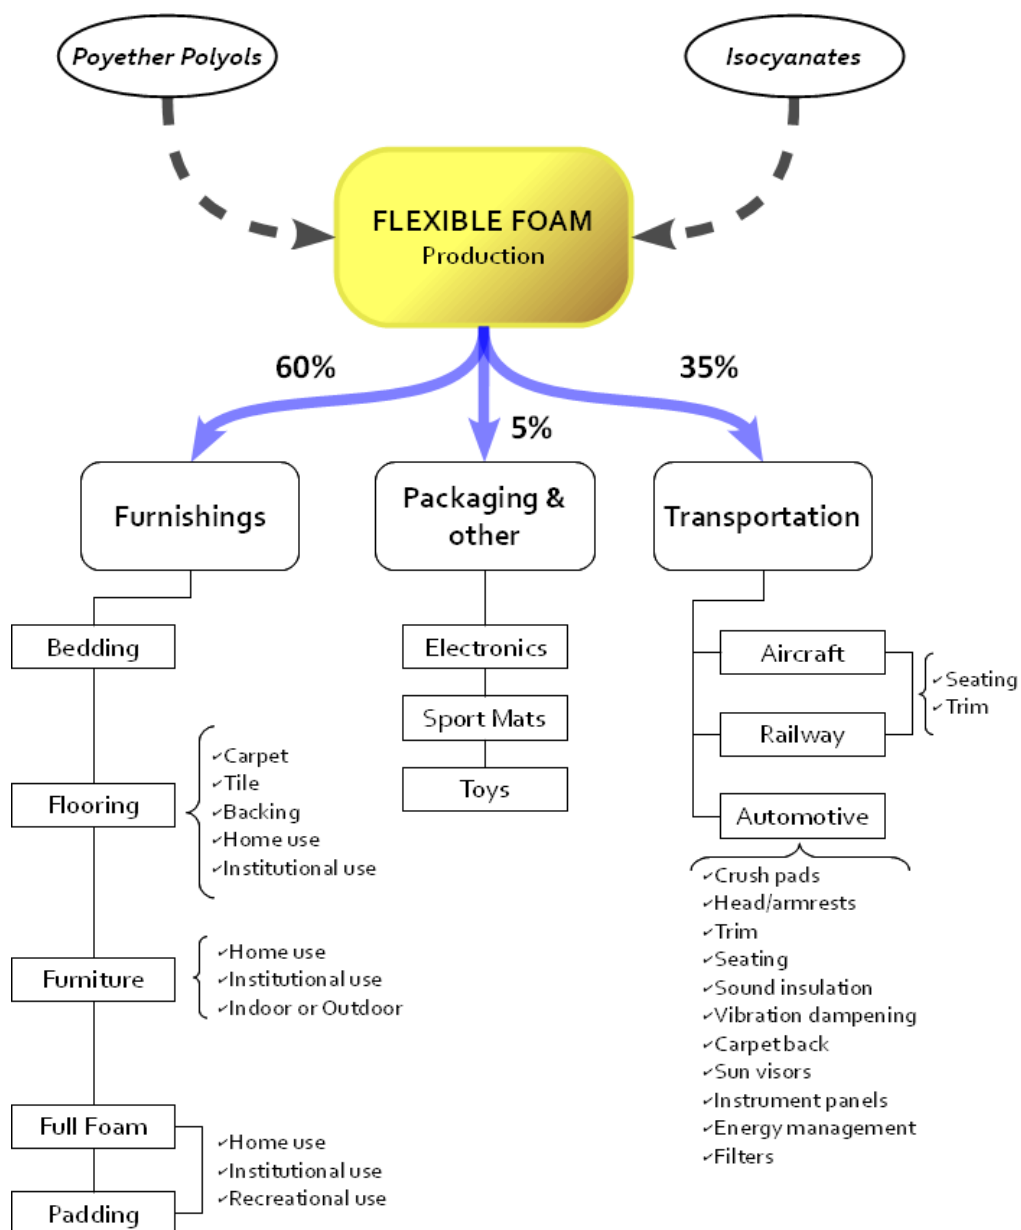 Poyether Polyols
Isocyanates
FLEXIBLE FOAM
Production
60%
5%
35%
Furnishings
Packaging &
other
Transportation
Bedding
Flooring
✓Carpet
✓Tile
✓Backing
✓Home use
✓Institutional use
Furniture
✓Home use
✓Institutional use
✓Indoor or Outdoor
Full Foam
Padding
✓Home use
✓Institutional use
✓Recreational use
Electronics
Sport Mats
Toys
Aircraft
Railway
✓Seating
✓Trim
Automotive
✓Crush pads
✓Head/armrests
✓Trim
✓Seating
✓Sound insulation
✓Vibration dampening
✓Carpet back
✓Sun visors
✓Instrument panels
✓Energy management
✓Filters